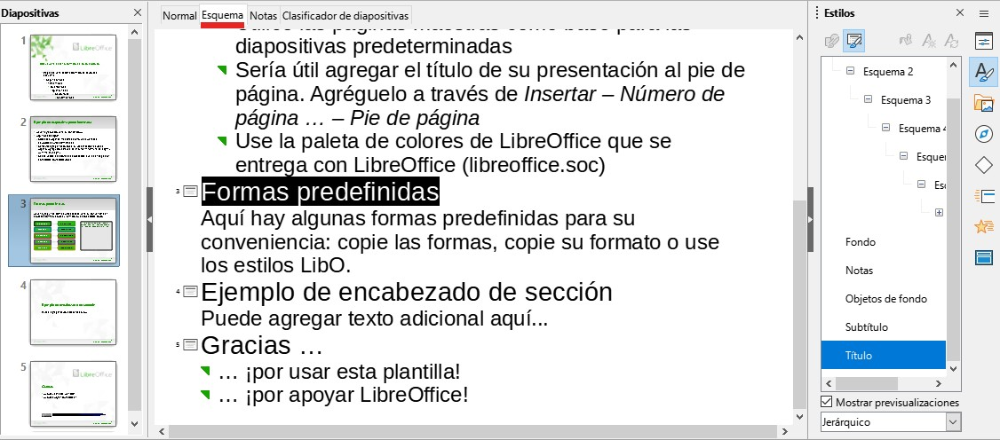 Diapositivas
Normal Esquema Notas Clasificador de diapositivas
Estilos
1
LibreOffice
2
3
4
5
LibreOffice
diapositivas predeterminadas
Sería útil agregar el título de su presentación al pie de
página. Agréguelo a través de Insertar – Número de
página … – Pie de página
Use la paleta de colores de LibreOffice que se
entrega con LibreOffice (libreoffice.soc)
3 Formas predefinidas
Aquí hay algunas formas predefinidas para su
conveniencia: copie las formas, copie su formato o use
los estilos LibO.
4 Ejemplo de encabezado de sección
Puede agregar texto adicional aquí...
5 Gracias …
… ¡por usar esta plantilla!
… ¡por apoyar LibreOffice!
Esquema 2
Esquema 3
Esquema 4
Fondo
Notas
Objetos de fondo
Subtítulo
Título
Mostrar previsualizaciones
Jerárquico